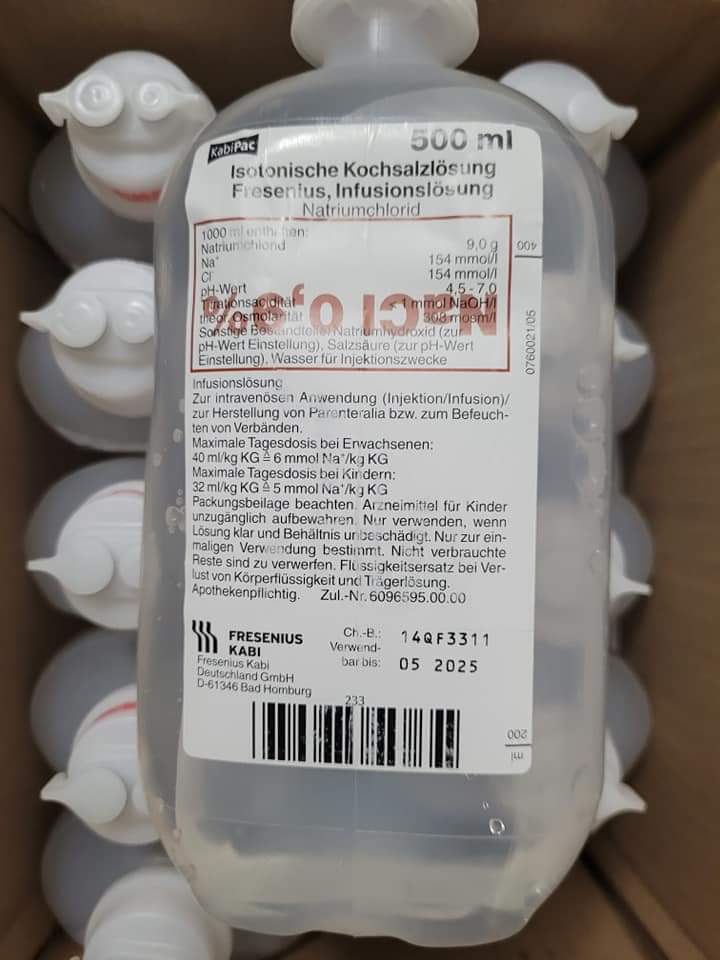 KabiPac
500 ml
Isotonische Kochsalzlösung
Fresenius, Infusionslösung
Natriumchlorid
1000 ml enthalten:
Natriumchlorid 9,0 g
Na⁺ 154 mmol/l
Cl⁻ 154 mmol/l
pH-Wert 4,5 - 7,0
Titrationsacidität < 1 mmol NaOH/l
theor. Osmolarität 308 mosm/l
Sonstige Bestandteile: Natriumhydroxid (zur
pH-Wert Einstellung), Salzsäure (zur pH-Wert
Einstellung), Wasser für Injektionszwecke
NaCl 0,9%
Infusionslösung
Zur intravenösen Anwendung (Injektion/Infusion)/
zur Herstellung von Parenteralia bzw. zum Befeuch-
ten von Verbänden.
Maximale Tagesdosis bei Erwachsenen:
40 ml/kg KG ≙ 6 mmol Na⁺/kg KG
Maximale Tagesdosis bei Kindern:
32 ml/kg KG ≙ 5 mmol Na⁺/kg KG
Packungsbeilage beachten. Arzneimittel für Kinder
unzugänglich aufbewahren. Nur verwenden, wenn
Lösung klar und Behältnis unbeschädigt. Nur zur ein-
maligen Verwendung bestimmt. Nicht verbrauchte
Reste sind zu verwerfen. Flüssigkeitsersatz bei Ver-
lust von Körperflüssigkeit und Trägerlösung.
Apothekenpflichtig. Zul.-Nr. 6096595.00.00
FRESENIUS
KABI
Fresenius Kabi
Deutschland GmbH
D-61346 Bad Homburg
Ch.-B.: 14QF3311
Verwend-
bar bis: 05 2025
233
400
0760021/05
200
ml